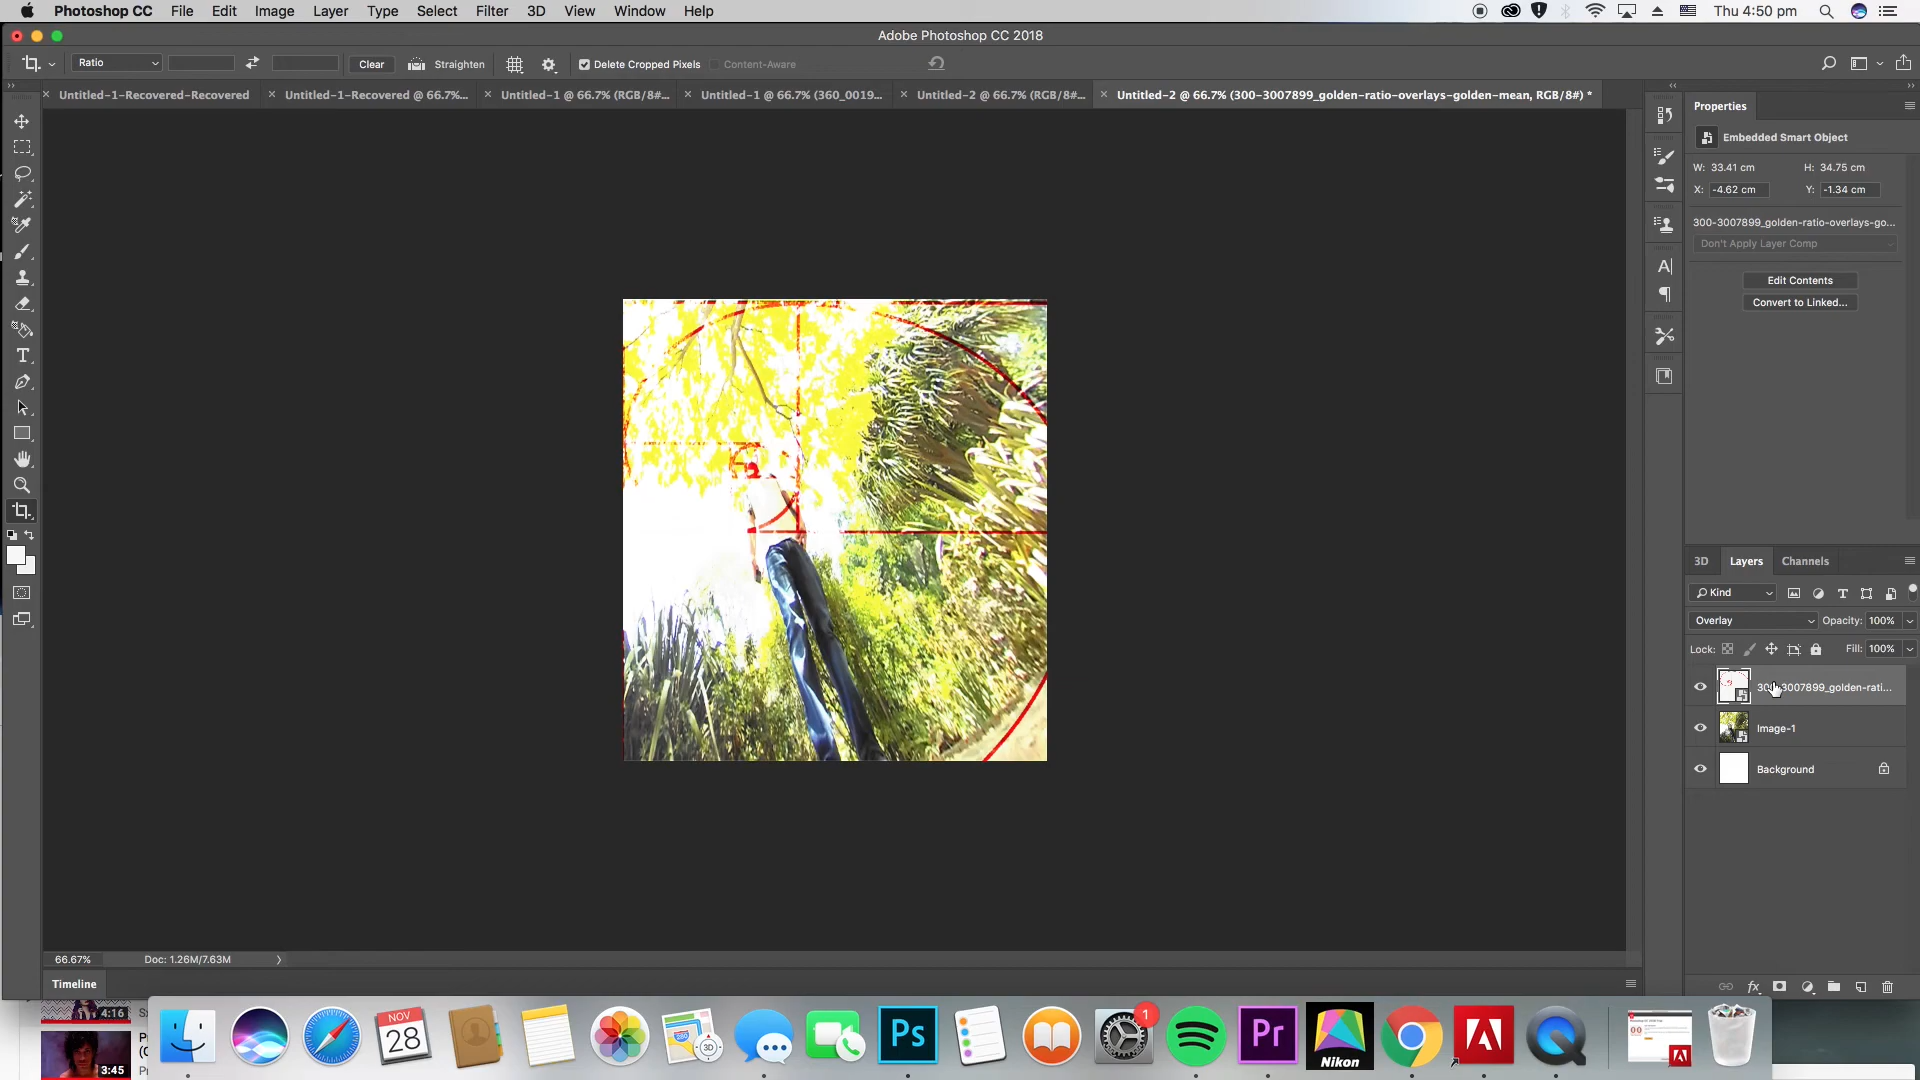 Photoshop CC File Edit Image Layer Type Select Filter 3D View Window Help Thu 4:50 pm
Adobe Photoshop CC 2018
Ratio Clear Straighten Delete Cropped Pixels Content-Aware
Untitled-1-Recovered-Recovered Untitled-1-Recovered @ 66.7%... Untitled-1 @ 66.7% (RGB/8#... Untitled-1 @ 66.7% (360_0019... Untitled-2 @ 66.7% (RGB/8#... Untitled-2 @ 66.7% (300-3007899_golden-ratio-overlays-golden-mean, RGB/8#) *
Properties
Embedded Smart Object
W: 33.41 cm H: 34.75 cm
X: -4.62 cm Y: -1.34 cm
300-3007899_golden-ratio-overlays-go...
Don't Apply Layer Comp
Edit Contents
Convert to Linked...
3D Layers Channels
Kind
Overlay Opacity: 100%
Lock: Fill: 100%
007899_golden-rati...
Image-1
Background
66.67% Doc: 1.26M/7.63M
Timeline
4:16
3:45
NOV
28
3D
Ps
1
Pr
Nikon